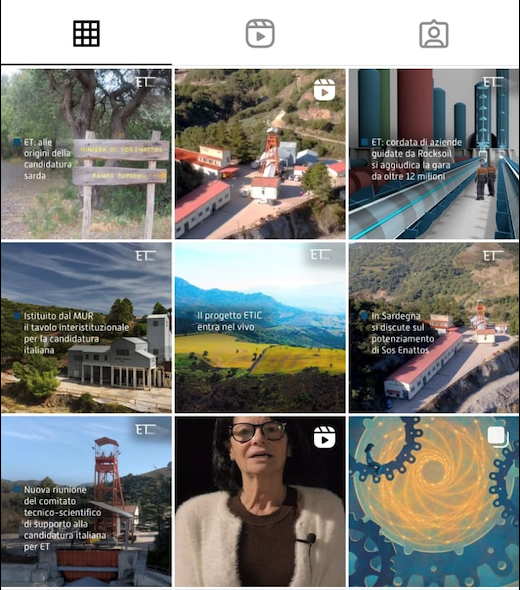 ET
ET: alle
origini della
candidatura
sarda
MINIERA DI SOS ENATTOS
ET
ET: cordata di aziende
guidate da Rocksoil
si aggiudica la gara
da oltre 12 milioni
ET
Istituito dal MUR
il tavolo interistituzionale
per la candidatura
italiana
ET
Il progetto ETIC
entra nel vivo
ET
In Sardegna
si discute sul
potenziamento
di Sos Enattos
ET
Nuova riunione
del comitato
tecnico-scientifico
di supporto alla
candidatura italiana
per ET